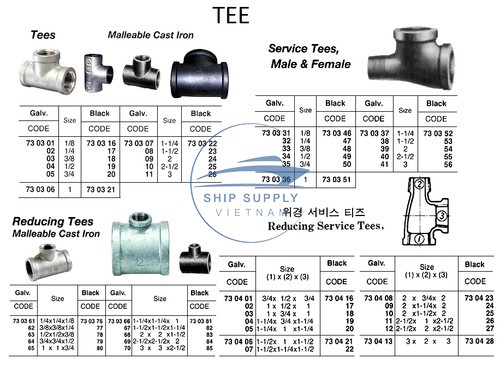 TEE
Tees Malleable Cast Iron
Service Tees,
Male & Female
Galv. Size Black Size Black
CODE CODE CODE
73 03 01 1/8 73 03 16 1-1/4 73 03 22
02 1/4 17 1-1/2 23
03 3/8 18 2 24
04 1/2 19 2-1/2 25
05 3/4 20 3 26
73 03 06 1 73 03 21
Galv. Size Black Galv. Size Black
CODE CODE CODE CODE
73 03 31 1/8 73 03 46 73 03 37 1-1/4 73 03 52
32 1/4 47 38 1-1/2 53
33 3/8 48 39 2 54
34 1/2 49 40 2-1/2 55
35 3/4 50 41 3 56
73 03 36 1 73 03 51
SHIP SUPPLY
VIETNAM
위경 서비스 티즈
Reducing Service Tees,
Reducing Tees
Malleable Cast Iron
Galv. Size Black Galv. Size Black
CODE CODE CODE CODE
73 03 61 1/4x1/4x1/8 73 03 76 73 03 66 1-1/4x1-1/4x 1 73 03 81
62 3/8x3/8x1/4 77 67 1-1/2x1-1/2x1-1/4 82
63 1/2x1/2x3/8 78 68 2 x 2 x1-1/2 83
64 3/4x3/4x1/2 79 69 2-1/2x2-1/2x 2 84
65 1 x 1 x3/4 80 70 3 x 3 x2-1/2 85
Galv. Size Black
CODE (1) x (2) x (3) CODE
73 04 01 3/4x 1/2 x 3/4 73 04 16
02 1 x 1/2 x 1 17
03 1 x 3/4 x 1 18
04 1-1/4x 1/2 x 1 19
05 1-1/4x 3/4 x 1 20
73 04 06 1-1/2x 1 x1-1/4 73 04 21
07 1-1/2x1-1/4x1-1/2 22
Galv. Size Black
CODE (1) x (2) x (3) CODE
73 04 08 2 x 3/4x 2 73 04 23
09 2 x1-1/4x 2 24
10 2 x1-1/2x 2 25
11 2-1/2x 1 x2-1/2 26
12 2-1/2x 2 x2-1/2 27
73 04 13 3 x 2 x 3 73 04 28